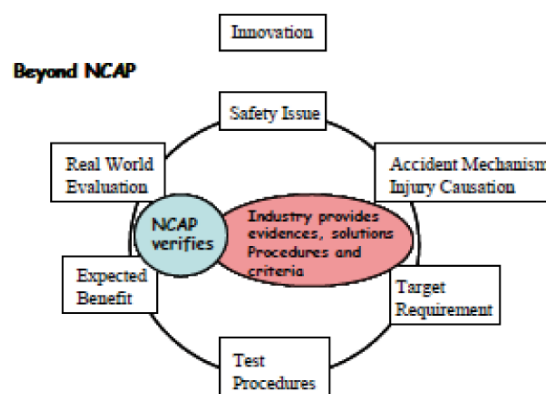 Innovation
Beyond NCAP
Safety Issue
Real World
Evaluation
Accident Mechanism
Injury Causation
NCAP
verifies
Industry provides
evidences, solutions
Procedures and
criteria
Expected
Benefit
Target
Requirement
Test
Procedures